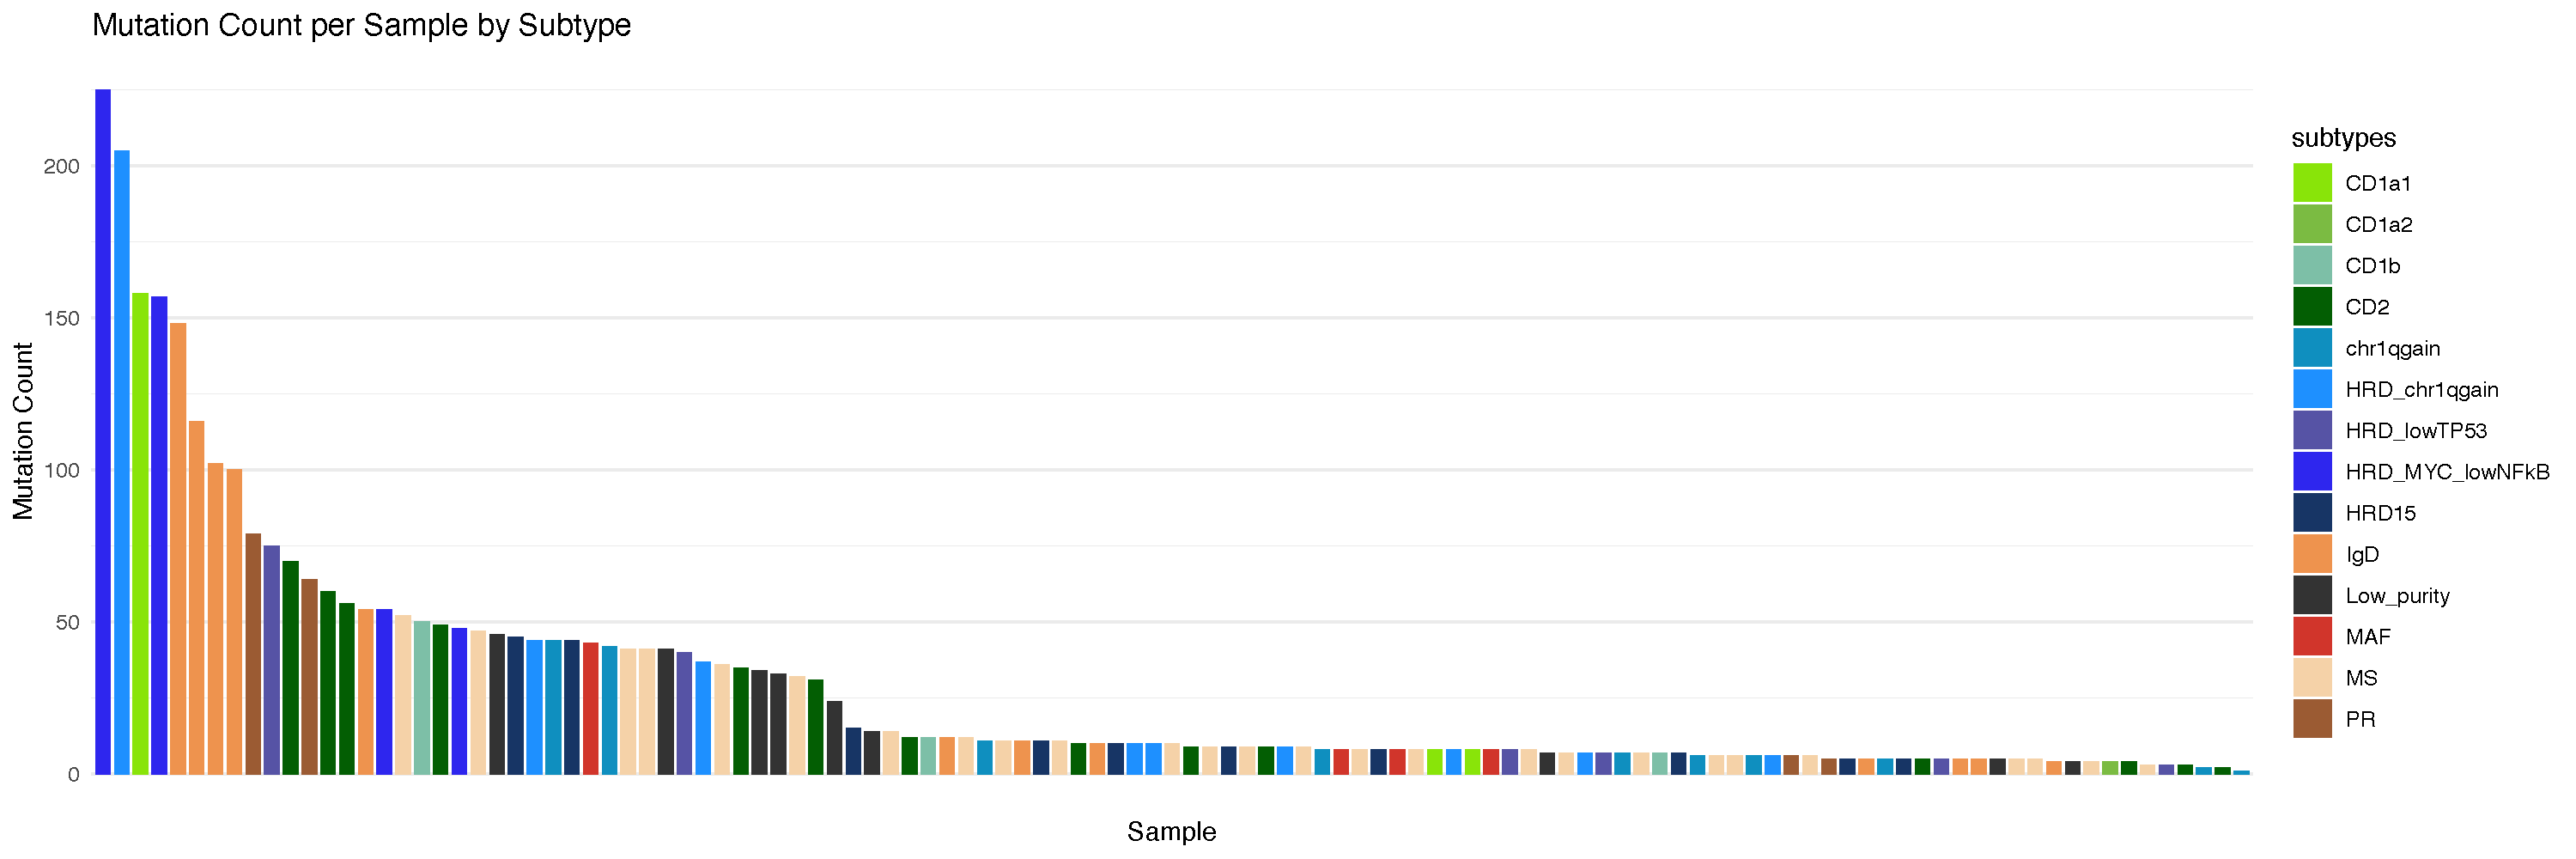 Mutation Count per Sample by Subtype
Mutation Count
200
150
100
50
0
Sample
subtypes
CD1a1
CD1a2
CD1b
CD2
chr1qgain
HRD_chr1qgain
HRD_lowTP53
HRD_MYC_lowNFkB
HRD15
IgD
Low_purity
MAF
MS
PR